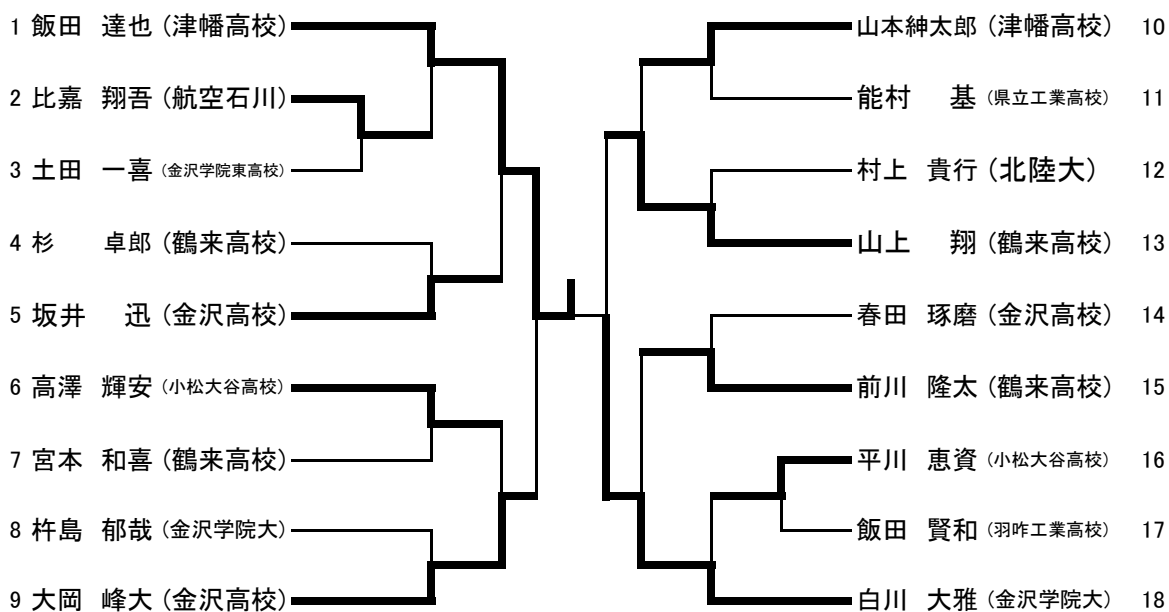 1 飯田 達也 (津幡高校)
2 比嘉 翔吾 (航空石川)
3 土田 一喜 (金沢学院東高校)
4 杉 卓郎 (鶴来高校)
5 坂井 迅 (金沢高校)
6 高澤 輝安 (小松大谷高校)
7 宮本 和喜 (鶴来高校)
8 杵島 郁哉 (金沢学院大)
9 大岡 峰大 (金沢高校)
山本紳太郎 (津幡高校) 10
能村 基 (県立工業高校) 11
村上 貴行 (北陸大) 12
山上 翔 (鶴来高校) 13
春田 琢磨 (金沢高校) 14
前川 隆太 (鶴来高校) 15
平川 恵資 (小松大谷高校) 16
飯田 賢和 (羽咋工業高校) 17
白川 大雅 (金沢学院大) 18